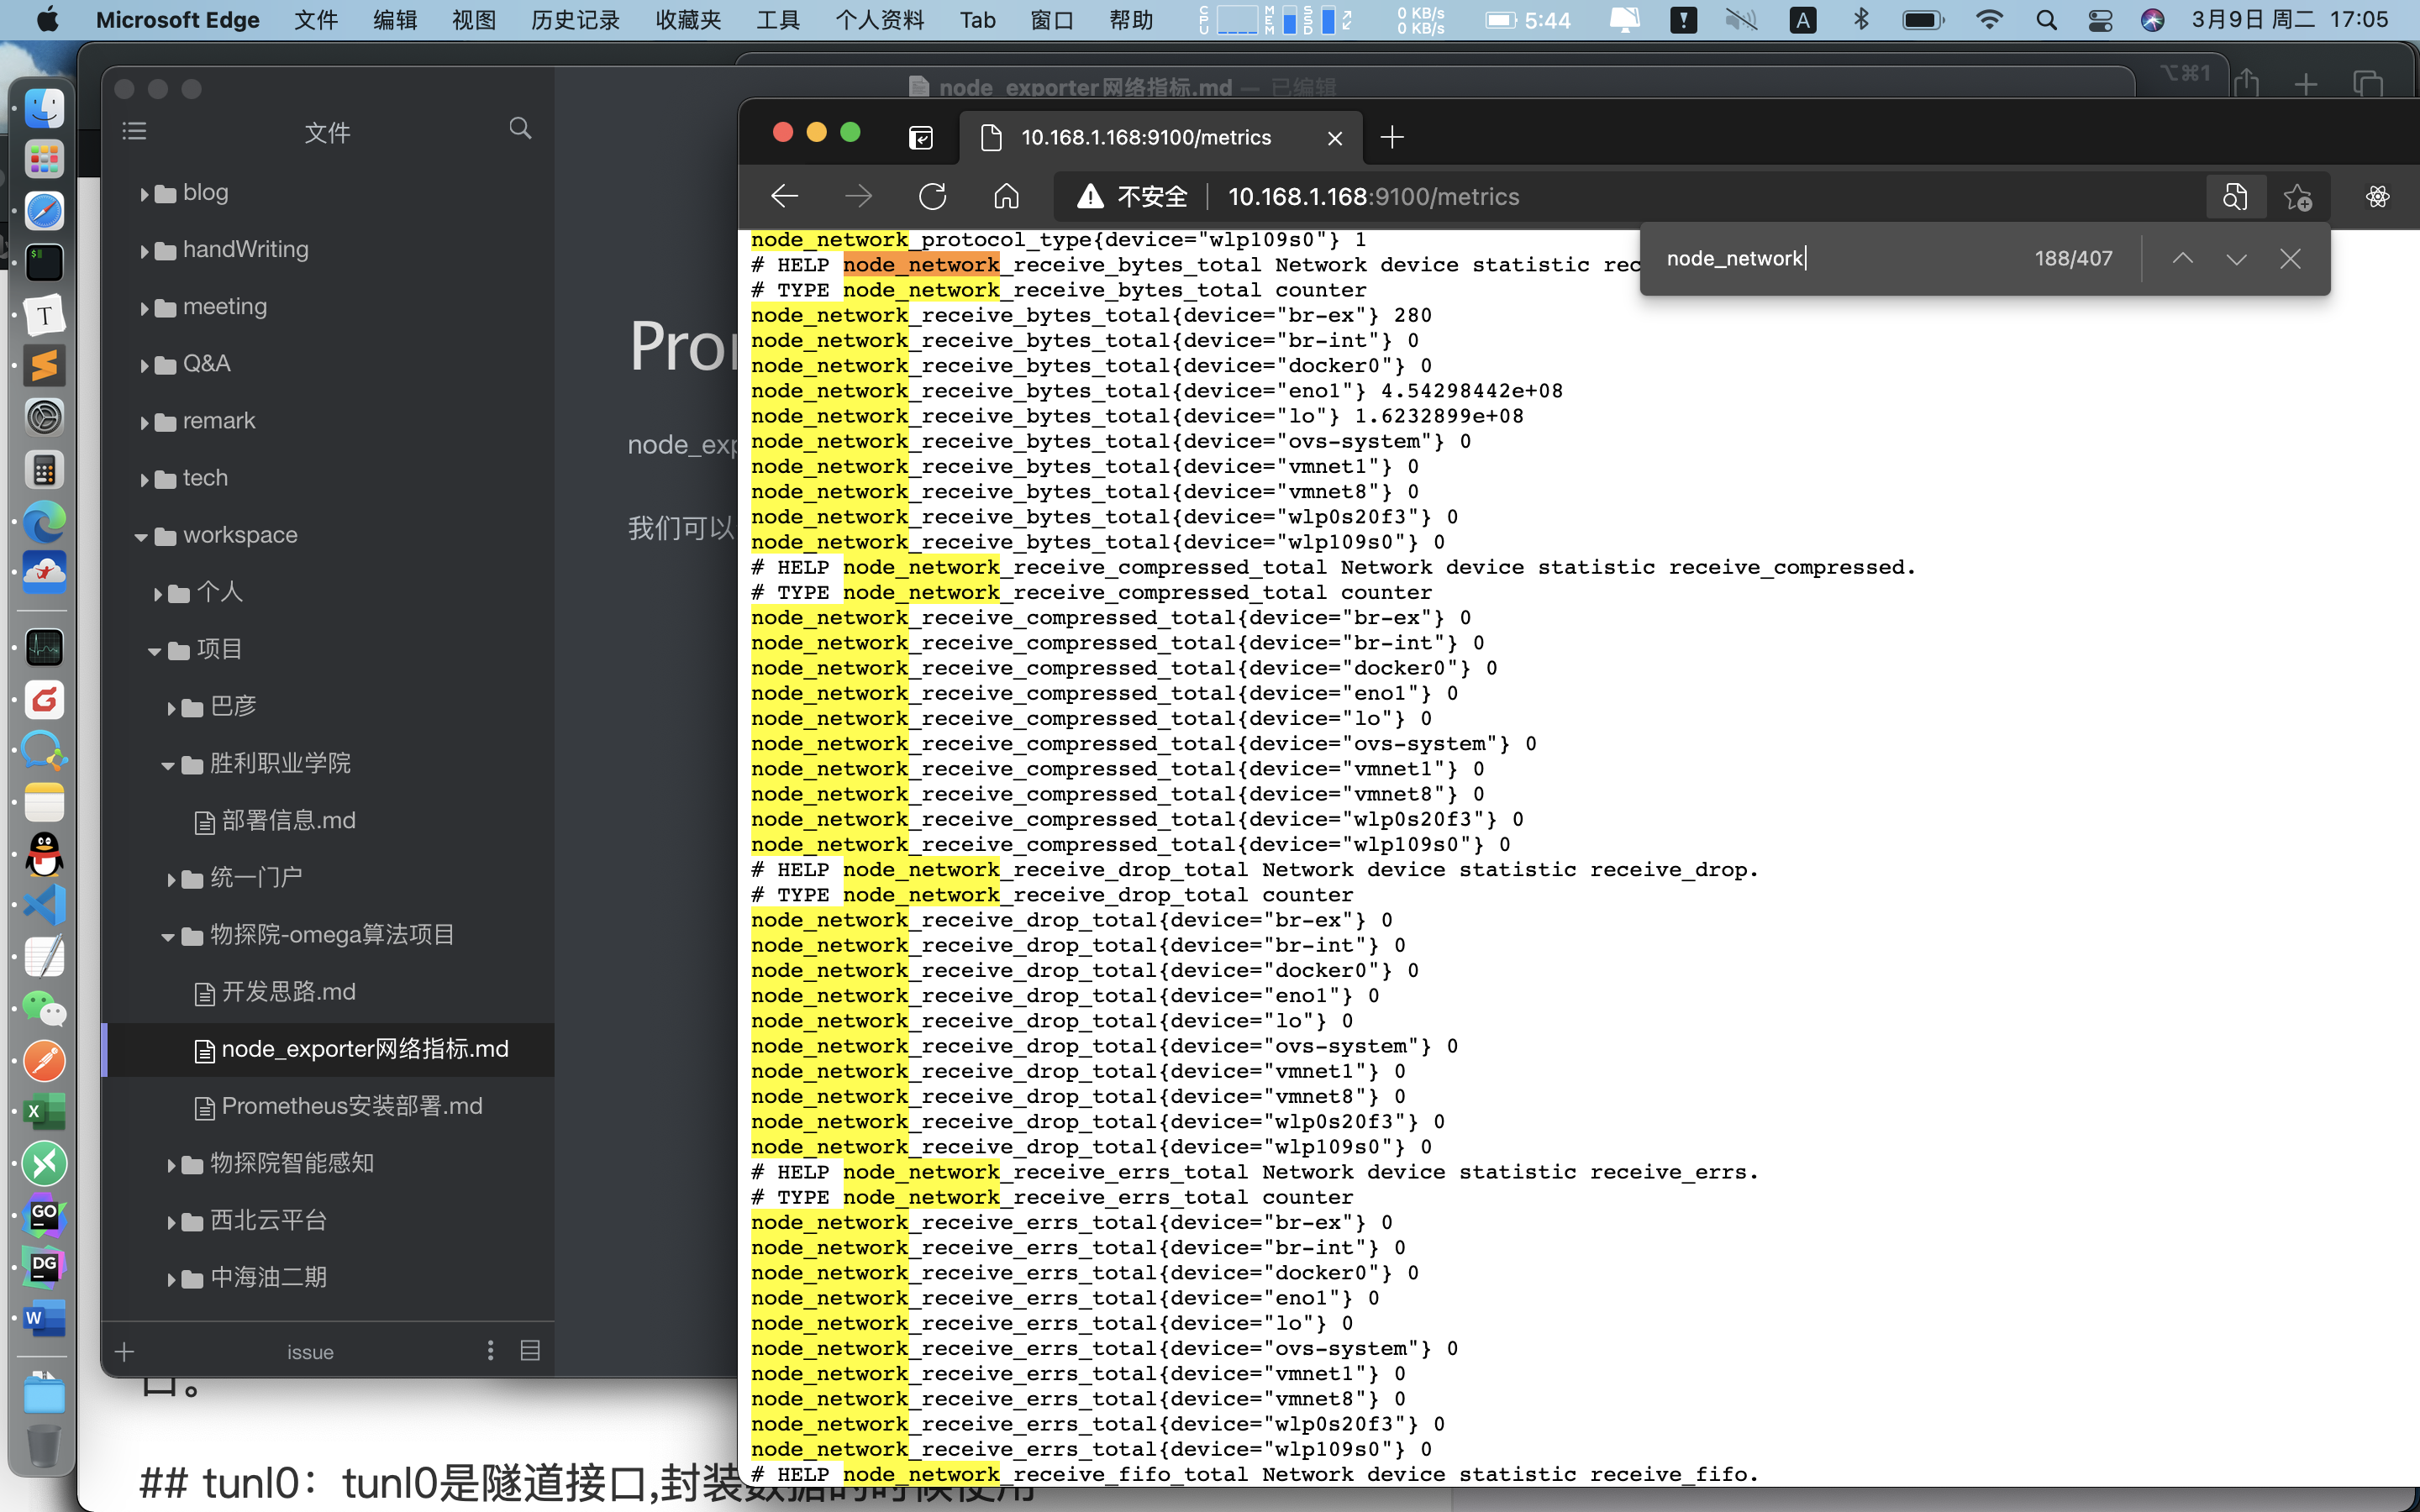 Microsoft Edge 文件 编辑 视图 历史记录 收藏夹 工具 个人资料 Tab 窗口 帮助 CPU MEM SSD 0 KB/s 0 KB/s 5:44 A 3月9日 周二 17:05
node_exporter网络指标.md — 已编辑
⌥⌘1
文件
blog
handWriting
meeting
Q&A
remark
tech
workspace
个人
项目
巴彦
胜利职业学院
部署信息.md
统一门户
物探院-omega算法项目
开发思路.md
node_exporter网络指标.md
Prometheus安装部署.md
物探院智能感知
西北云平台
中海油二期
issue
node_exp
我们可以
口。
## tunl0：tunl0是隧道接口,封装数据的时候使用
10.168.1.168:9100/metrics
不安全 10.168.1.168:9100/metrics
node_network 188/407
node_network_protocol_type{device="wlp109s0"} 1
# HELP node_network_receive_bytes_total Network device statistic rec
# TYPE node_network_receive_bytes_total counter
node_network_receive_bytes_total{device="br-ex"} 280
node_network_receive_bytes_total{device="br-int"} 0
node_network_receive_bytes_total{device="docker0"} 0
node_network_receive_bytes_total{device="eno1"} 4.54298442e+08
node_network_receive_bytes_total{device="lo"} 1.6232899e+08
node_network_receive_bytes_total{device="ovs-system"} 0
node_network_receive_bytes_total{device="vmnet1"} 0
node_network_receive_bytes_total{device="vmnet8"} 0
node_network_receive_bytes_total{device="wlp0s20f3"} 0
node_network_receive_bytes_total{device="wlp109s0"} 0
# HELP node_network_receive_compressed_total Network device statistic receive_compressed.
# TYPE node_network_receive_compressed_total counter
node_network_receive_compressed_total{device="br-ex"} 0
node_network_receive_compressed_total{device="br-int"} 0
node_network_receive_compressed_total{device="docker0"} 0
node_network_receive_compressed_total{device="eno1"} 0
node_network_receive_compressed_total{device="lo"} 0
node_network_receive_compressed_total{device="ovs-system"} 0
node_network_receive_compressed_total{device="vmnet1"} 0
node_network_receive_compressed_total{device="vmnet8"} 0
node_network_receive_compressed_total{device="wlp0s20f3"} 0
node_network_receive_compressed_total{device="wlp109s0"} 0
# HELP node_network_receive_drop_total Network device statistic receive_drop.
# TYPE node_network_receive_drop_total counter
node_network_receive_drop_total{device="br-ex"} 0
node_network_receive_drop_total{device="br-int"} 0
node_network_receive_drop_total{device="docker0"} 0
node_network_receive_drop_total{device="eno1"} 0
node_network_receive_drop_total{device="lo"} 0
node_network_receive_drop_total{device="ovs-system"} 0
node_network_receive_drop_total{device="vmnet1"} 0
node_network_receive_drop_total{device="vmnet8"} 0
node_network_receive_drop_total{device="wlp0s20f3"} 0
node_network_receive_drop_total{device="wlp109s0"} 0
# HELP node_network_receive_errs_total Network device statistic receive_errs.
# TYPE node_network_receive_errs_total counter
node_network_receive_errs_total{device="br-ex"} 0
node_network_receive_errs_total{device="br-int"} 0
node_network_receive_errs_total{device="docker0"} 0
node_network_receive_errs_total{device="eno1"} 0
node_network_receive_errs_total{device="lo"} 0
node_network_receive_errs_total{device="ovs-system"} 0
node_network_receive_errs_total{device="vmnet1"} 0
node_network_receive_errs_total{device="vmnet8"} 0
node_network_receive_errs_total{device="wlp0s20f3"} 0
node_network_receive_errs_total{device="wlp109s0"} 0
# HELP node_network_receive_fifo_total Network device statistic receive_fifo.